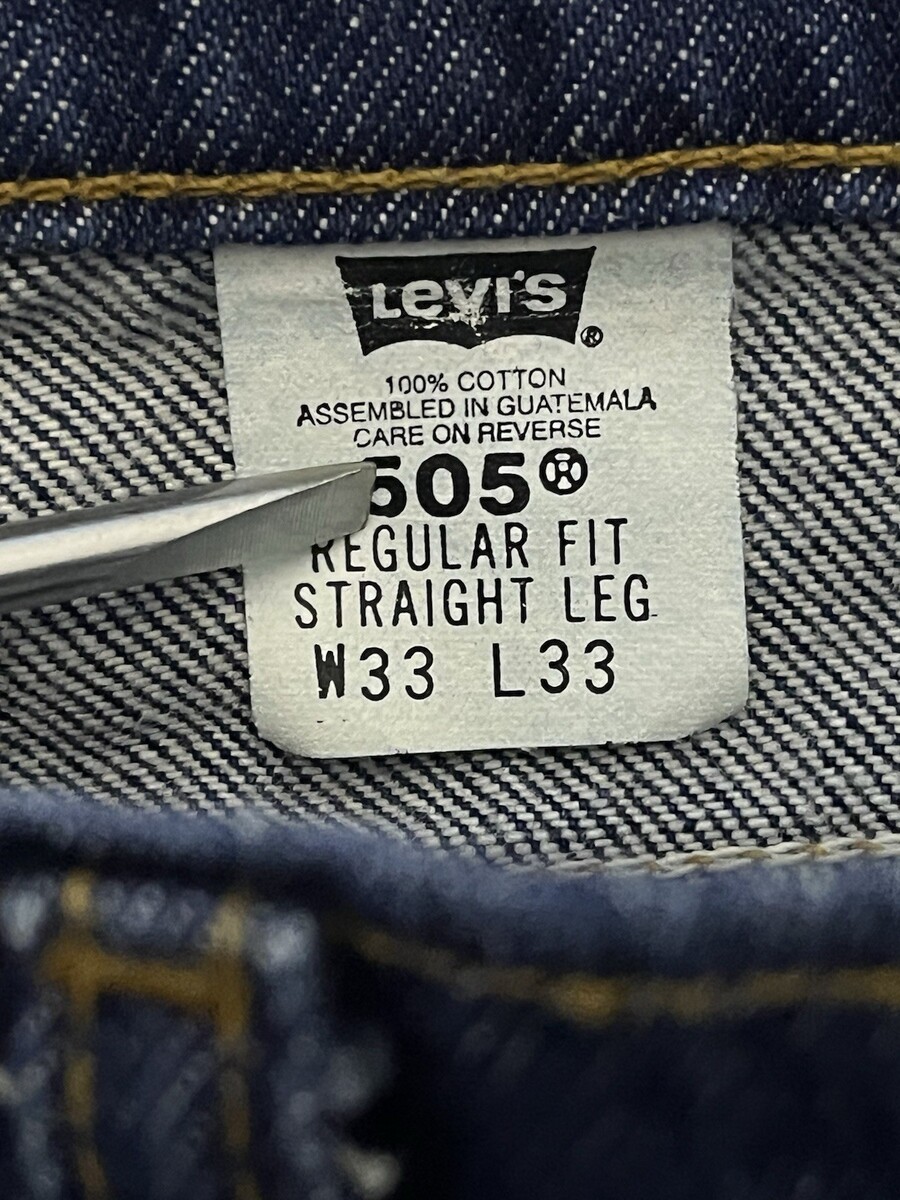 Levi's ®
100% COTTON
ASSEMBLED IN GUATEMALA
CARE ON REVERSE
505®
REGULAR FIT
STRAIGHT LEG
W33 L33